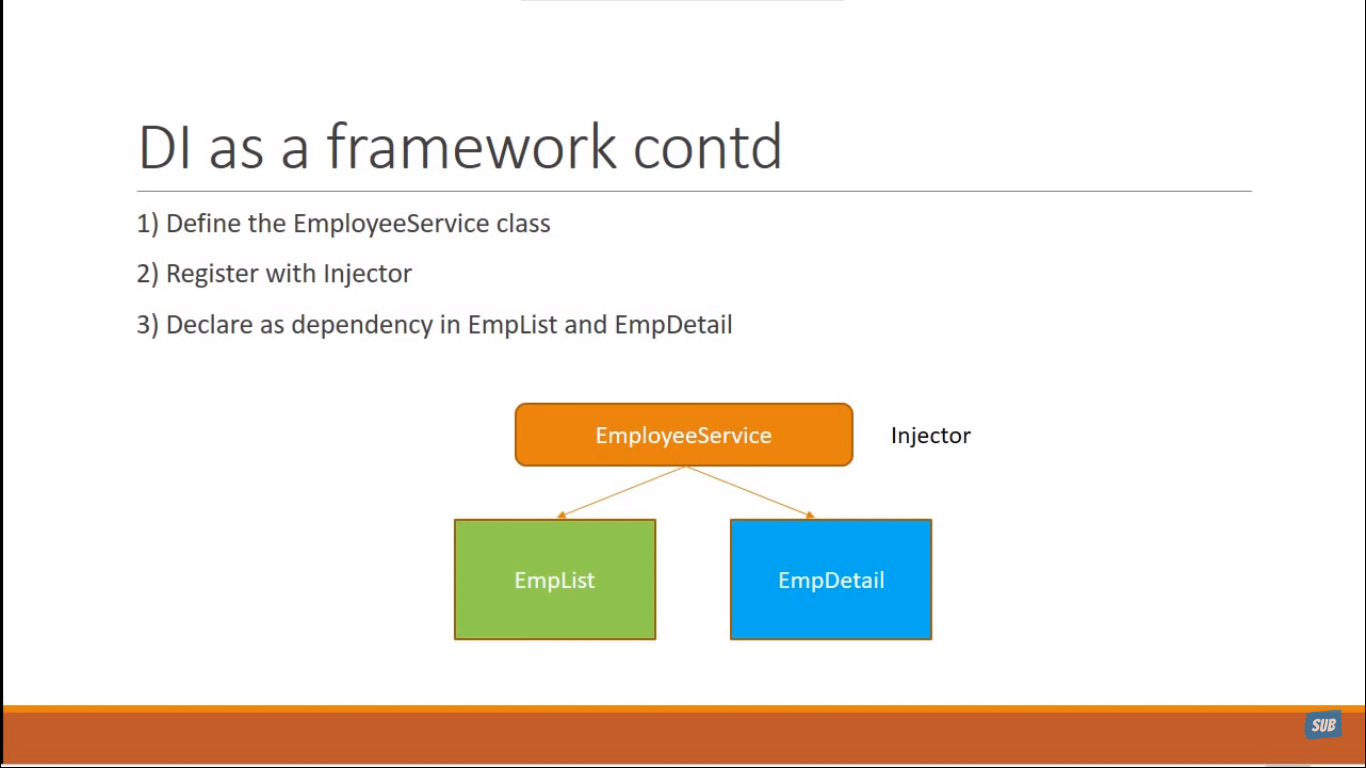 DI as a framework contd
1) Define the EmployeeService class
2) Register with Injector
3) Declare as dependency in EmpList and EmpDetail
EmployeeService
Injector
EmpList
EmpDetail
SUB